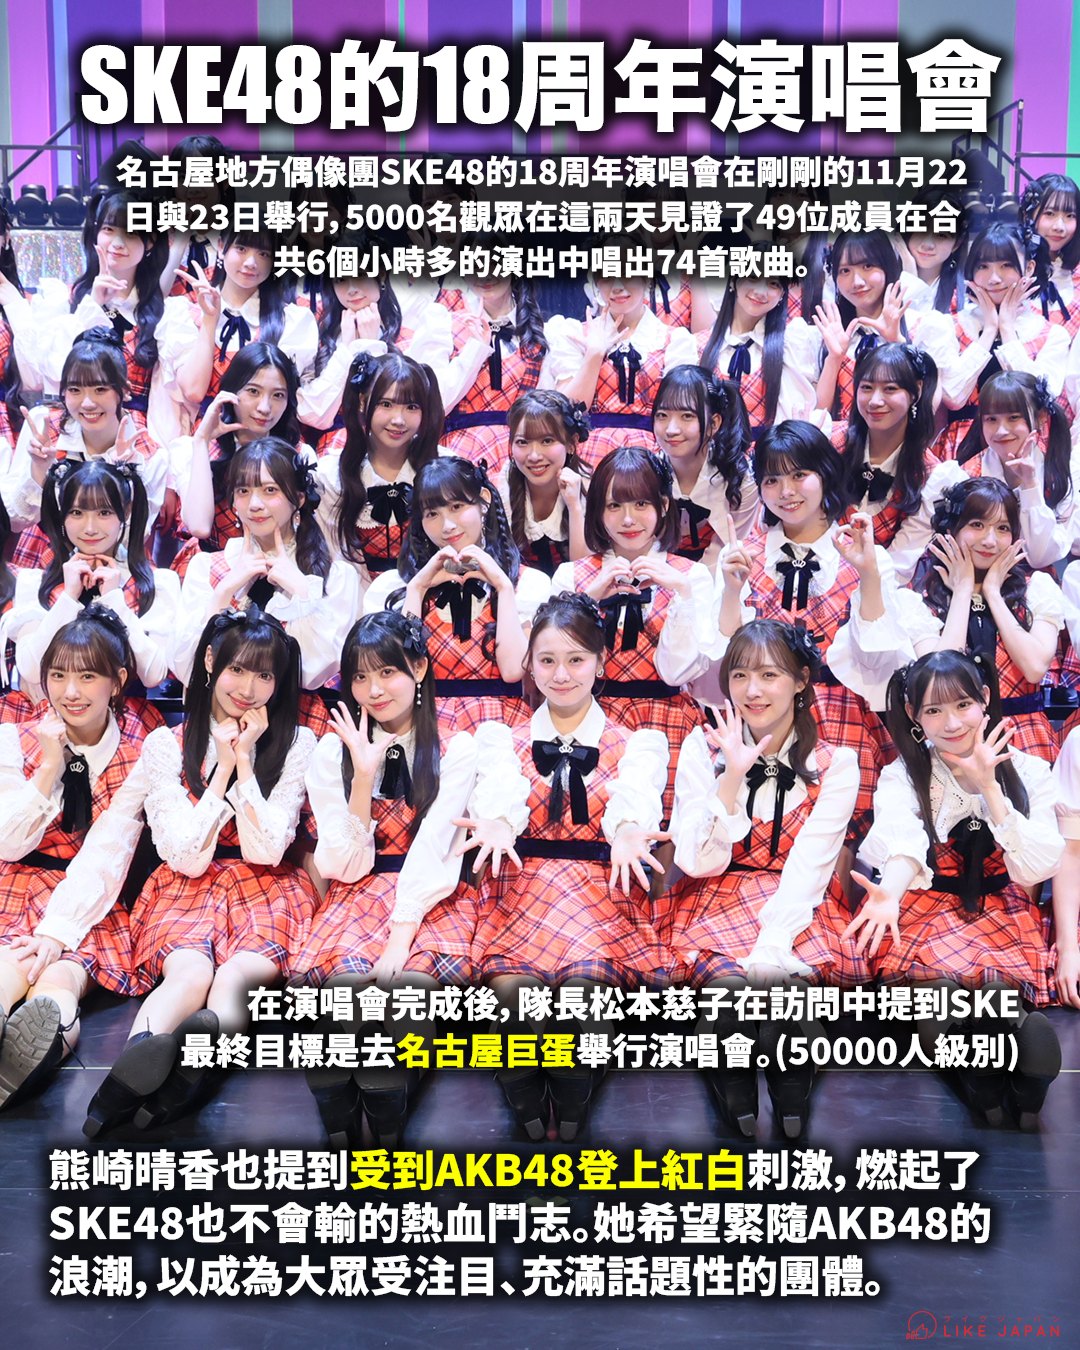 SKE48的18周年演唱會
名古屋地方偶像團SKE48的18周年演唱會在剛剛的11月22
日與23日舉行，5000名觀眾在這兩天見證了49位成員在合
共6個小時多的演出中唱出74首歌曲。
在演唱會完成後，隊長松本慈子在訪問中提到SKE
最終目標是去名古屋巨蛋舉行演唱會。(50000人級別)
熊崎晴香也提到受到AKB48登上紅白刺激，燃起了
SKE48也不會輸的熱血鬥志。她希望緊隨AKB48的
浪潮，以成為大眾受注目、充滿話題性的團體。
LIKE JAPAN